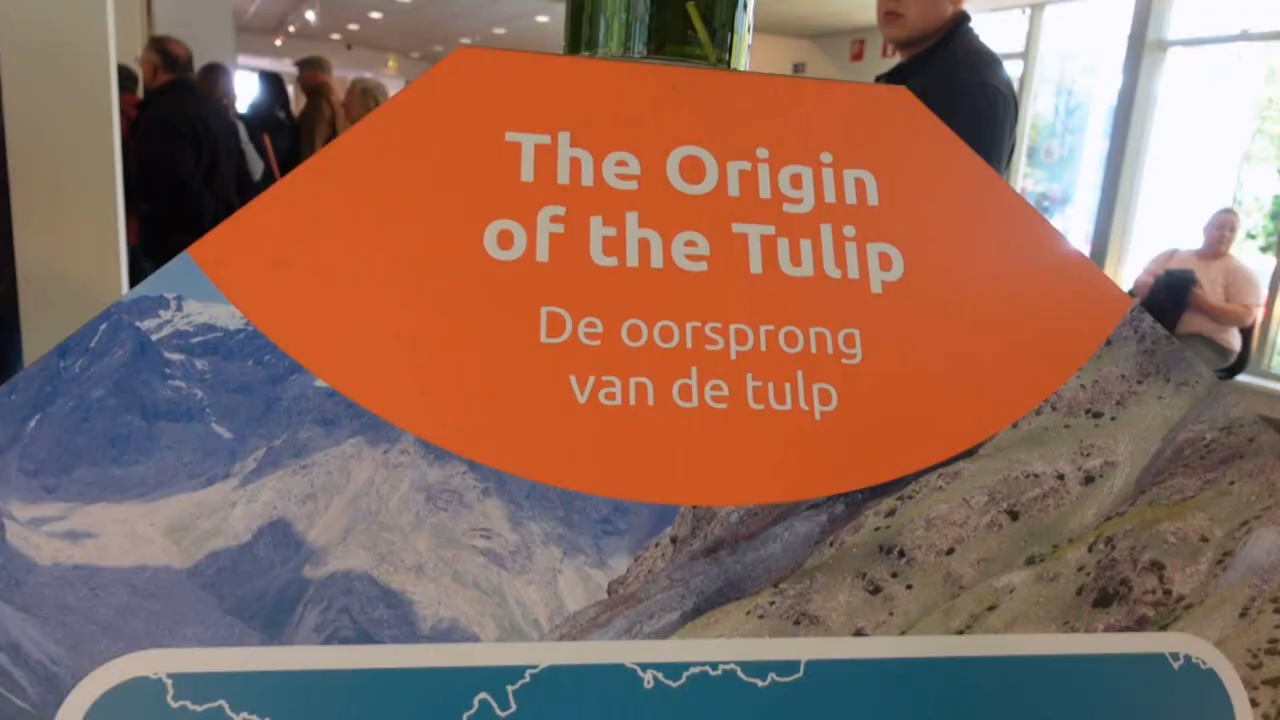 The Origin
of the Tulip
De oorsprong
van de tulp